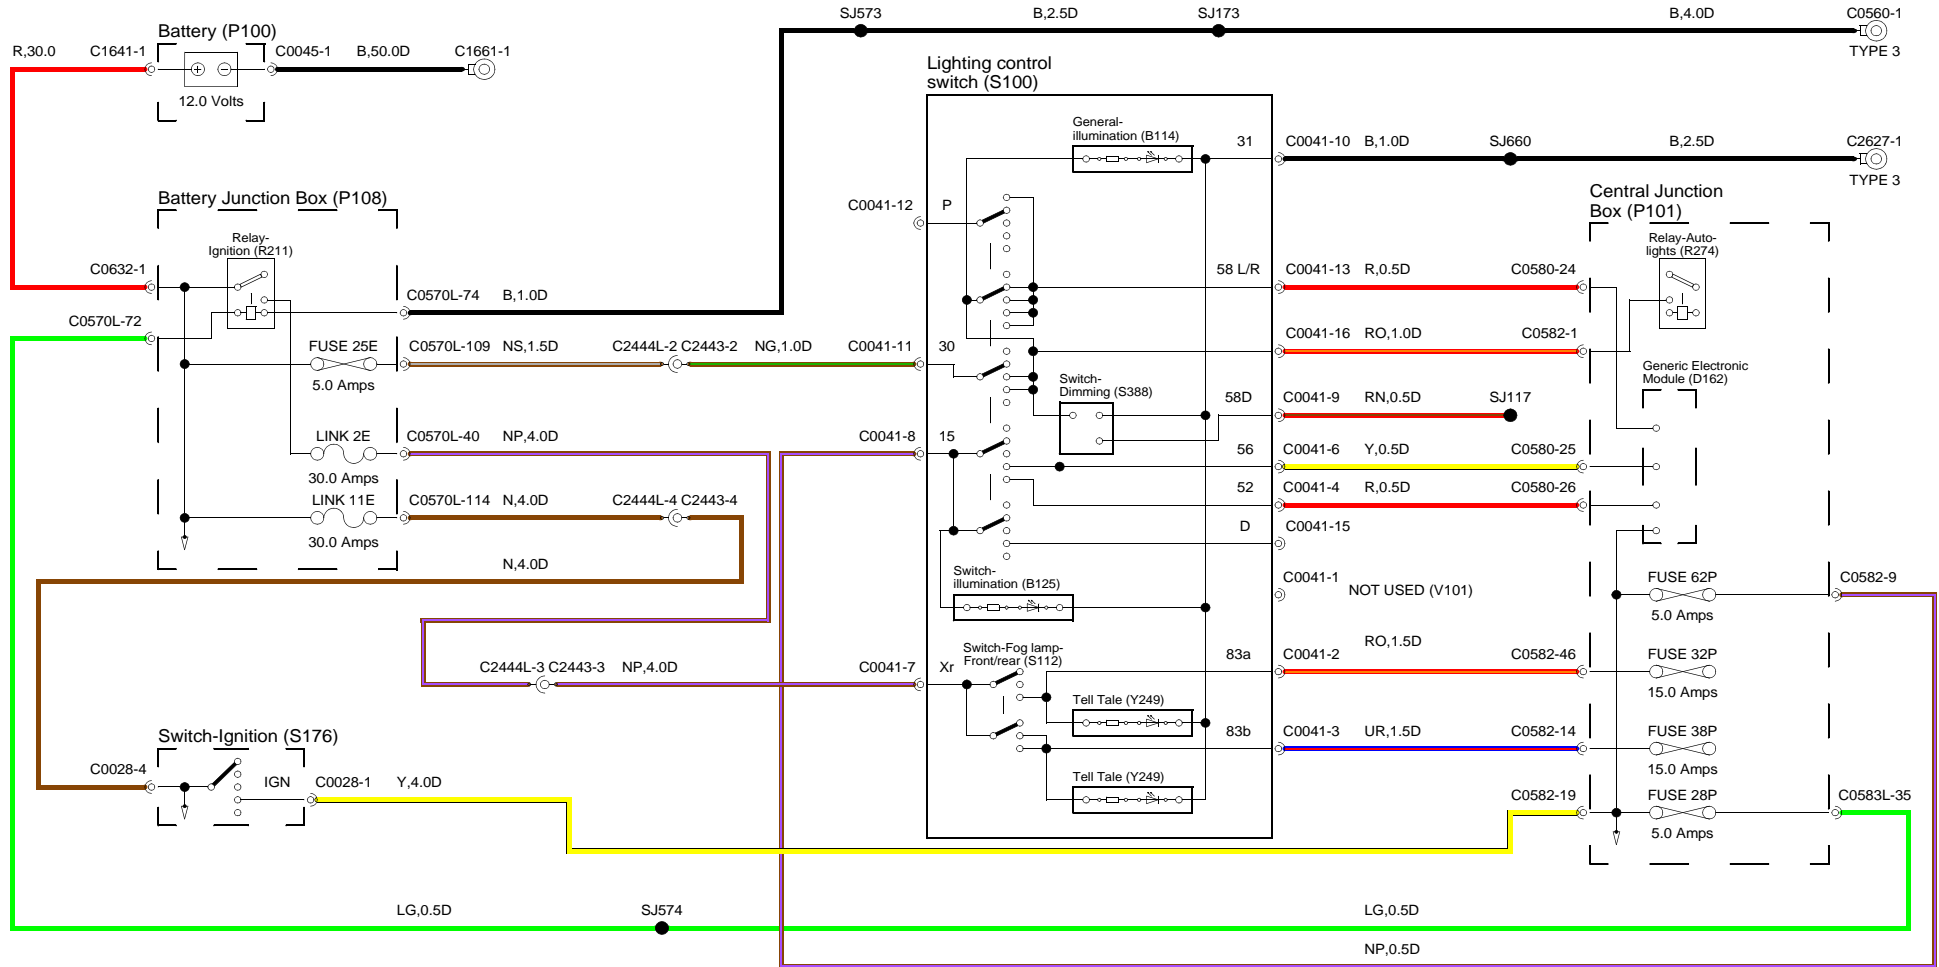 SJ573
B,2.5D
SJ173
B,4.0D
C0560-1
TYPE 3
Battery (P100)
R,30.0
C1641-1
C0045-1
B,50.0D
C1661-1
12.0 Volts
Lighting control
switch (S100)
General-
illumination (B114)
31
C0041-10
B,1.0D
SJ660
B,2.5D
C2627-1
TYPE 3
Battery Junction Box (P108)
Relay-
Ignition (R211)
C0041-12
P
Central Junction
Box (P101)
Relay-Auto-
lights (R274)
C0632-1
58 L/R
C0041-13
R,0.5D
C0580-24
C0570L-74
B,1.0D
C0570L-72
C0041-16
RO,1.0D
C0582-1
FUSE 25E
5.0 Amps
C0570L-109
NS,1.5D
C2444L-2
C2443-2
NG,1.0D
C0041-11
30
Generic Electronic
Module (D162)
Switch-
Dimming (S388)
58D
C0041-9
RN,0.5D
SJ117
LINK 2E
30.0 Amps
C0570L-40
NP,4.0D
C0041-8
15
56
C0041-6
Y,0.5D
C0580-25
LINK 11E
30.0 Amps
C0570L-114
N,4.0D
C2444L-4
C2443-4
52
C0041-4
R,0.5D
C0580-26
D
C0041-15
N,4.0D
Switch-
illumination (B125)
C0041-1
NOT USED (V101)
FUSE 62P
5.0 Amps
C0582-9
C2444L-3
C2443-3
NP,4.0D
C0041-7
Xr
Switch-Fog lamp-
Front/rear (S112)
83a
C0041-2
RO,1.5D
C0582-46
FUSE 32P
15.0 Amps
Tell Tale (Y249)
83b
C0041-3
UR,1.5D
C0582-14
FUSE 38P
15.0 Amps
Switch-Ignition (S176)
C0028-4
IGN
C0028-1
Y,4.0D
Tell Tale (Y249)
C0582-19
FUSE 28P
5.0 Amps
C0583L-35
LG,0.5D
SJ574
LG,0.5D
NP,0.5D